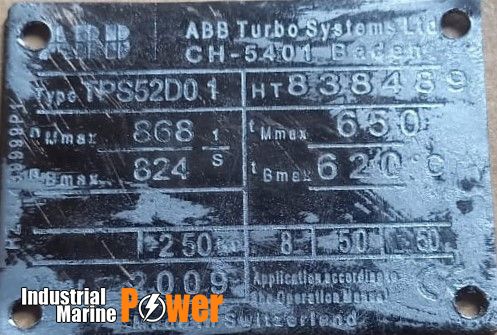 ABB ABB Turbo Systems Ltd
CH-5401 Baden
Type TPS52D01 HT838489
nMmax 868 1/s tMmax 650
nBmax 824 tBmax 620 °C
250 8 50 50
2009 Application according to
the Operation Manual
Switzerland
Industrial
Marine Power